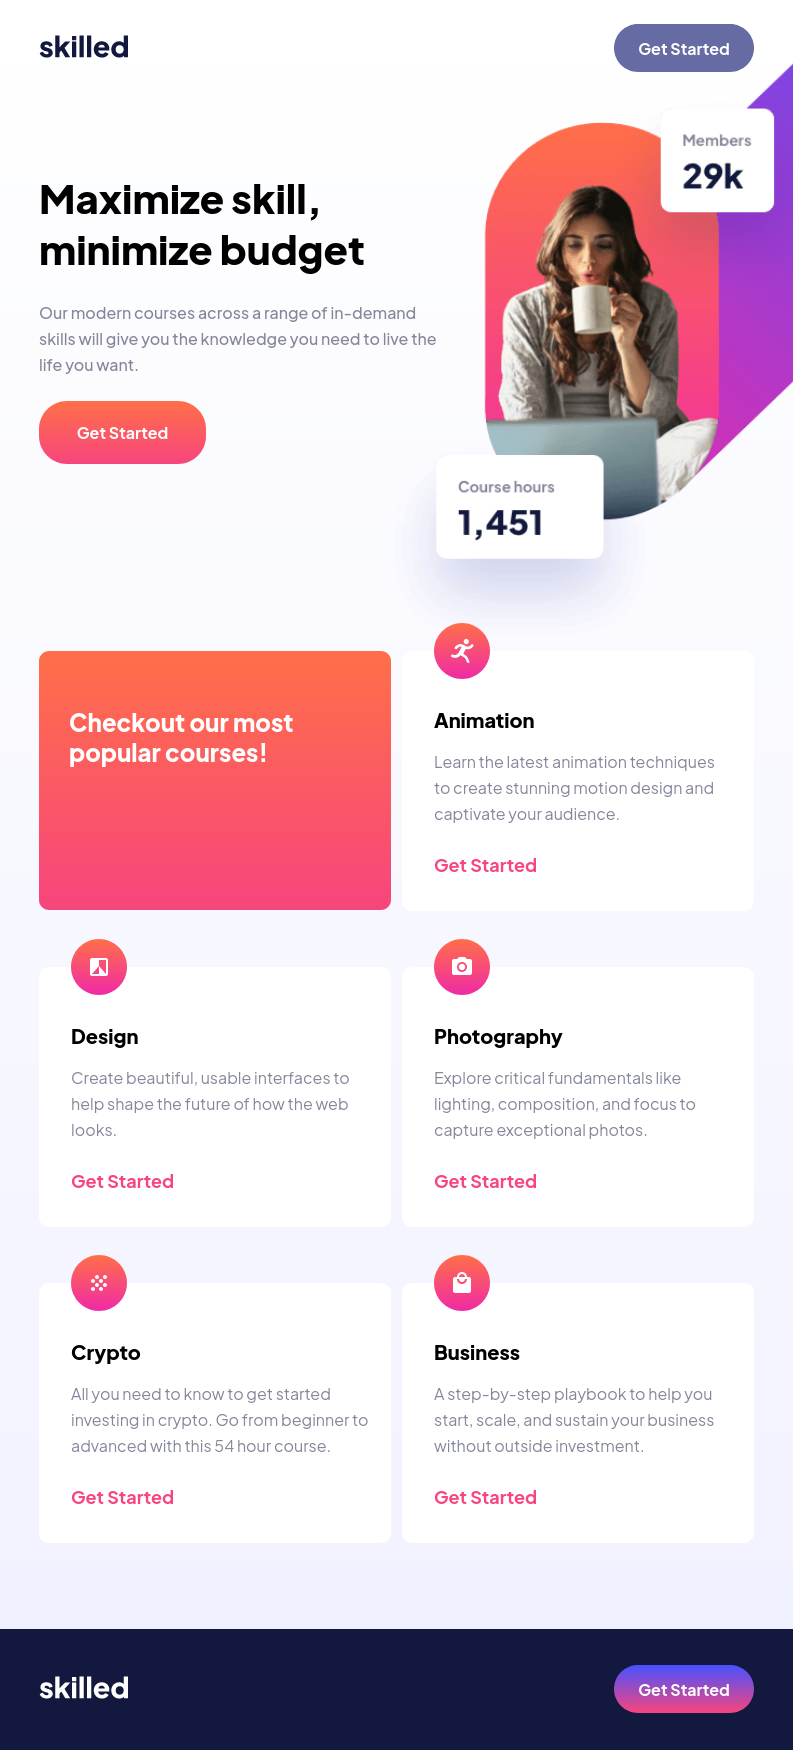 skilled
Get Started
Members
29k
Maximize skill,
minimize budget
Our modern courses across a range of in-demand
skills will give you the knowledge you need to live the
life you want.
Get Started
Course hours
1,451
Checkout our most
popular courses!
Animation
Learn the latest animation techniques
to create stunning motion design and
captivate your audience.
Get Started
Design
Create beautiful, usable interfaces to
help shape the future of how the web
looks.
Get Started
Photography
Explore critical fundamentals like
lighting, composition, and focus to
capture exceptional photos.
Get Started
Crypto
All you need to know to get started
investing in crypto. Go from beginner to
advanced with this 54 hour course.
Get Started
Business
A step-by-step playbook to help you
start, scale, and sustain your business
without outside investment.
Get Started
skilled
Get Started